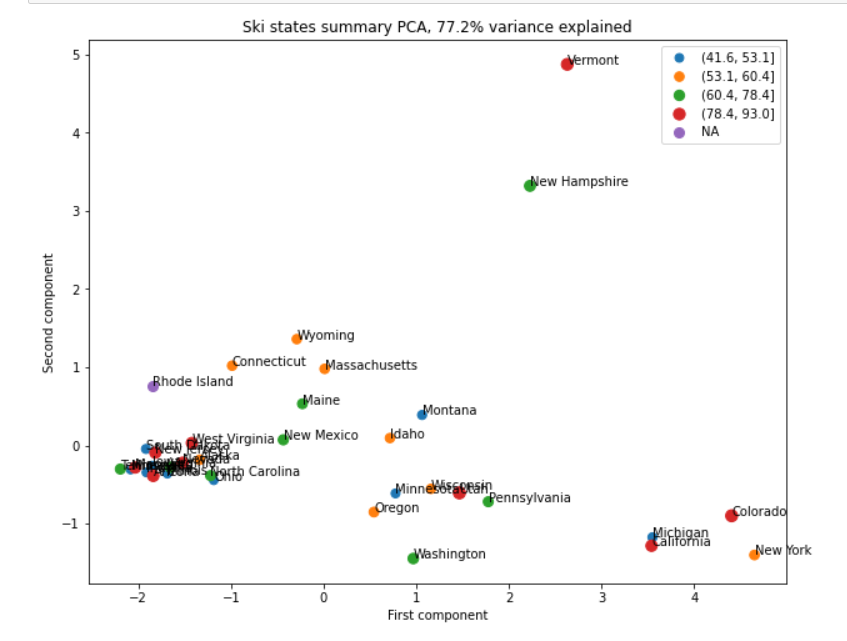 Ski states summary PCA, 77.2% variance explained
(41.6, 53.1]
(53.1, 60.4]
(60.4, 78.4]
(78.4, 93.0]
NA
Vermont
New Hampshire
Wyoming
Connecticut
Massachusetts
Rhode Island
Maine
Montana
New Mexico
Idaho
West Virginia
South Dakota
North Carolina
Ohio
Minnesota
Wisconsin
Utah
Pennsylvania
Oregon
Washington
Colorado
Michigan
California
New York
Second component
5
4
3
2
1
0
−1
−2
−1
0
1
2
3
4
First component